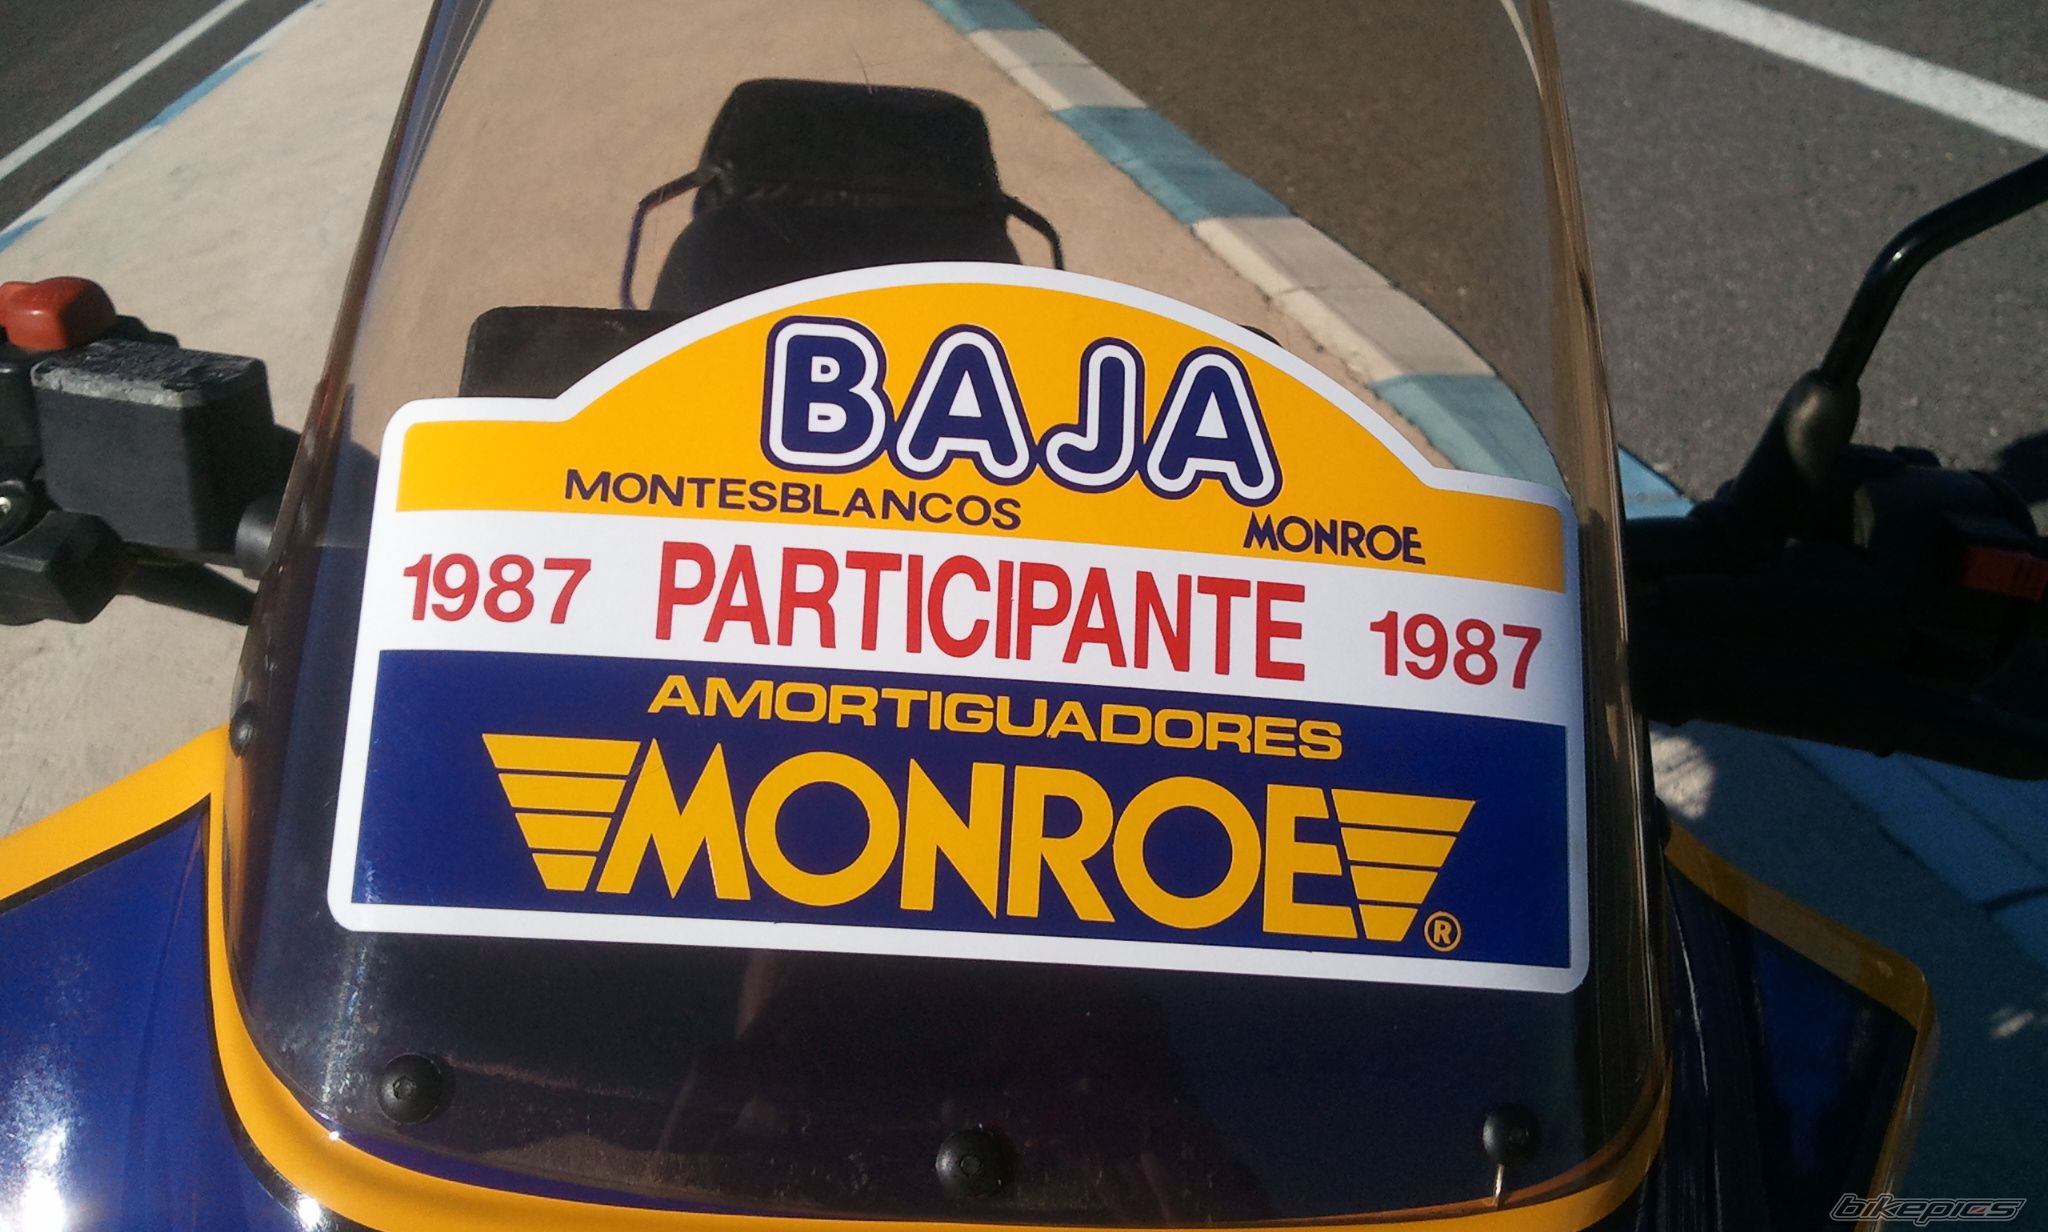 BAJA
MONTESBLANCOS MONROE
1987 PARTICIPANTE 1987
AMORTIGUADORES
MONROE®
bikepics